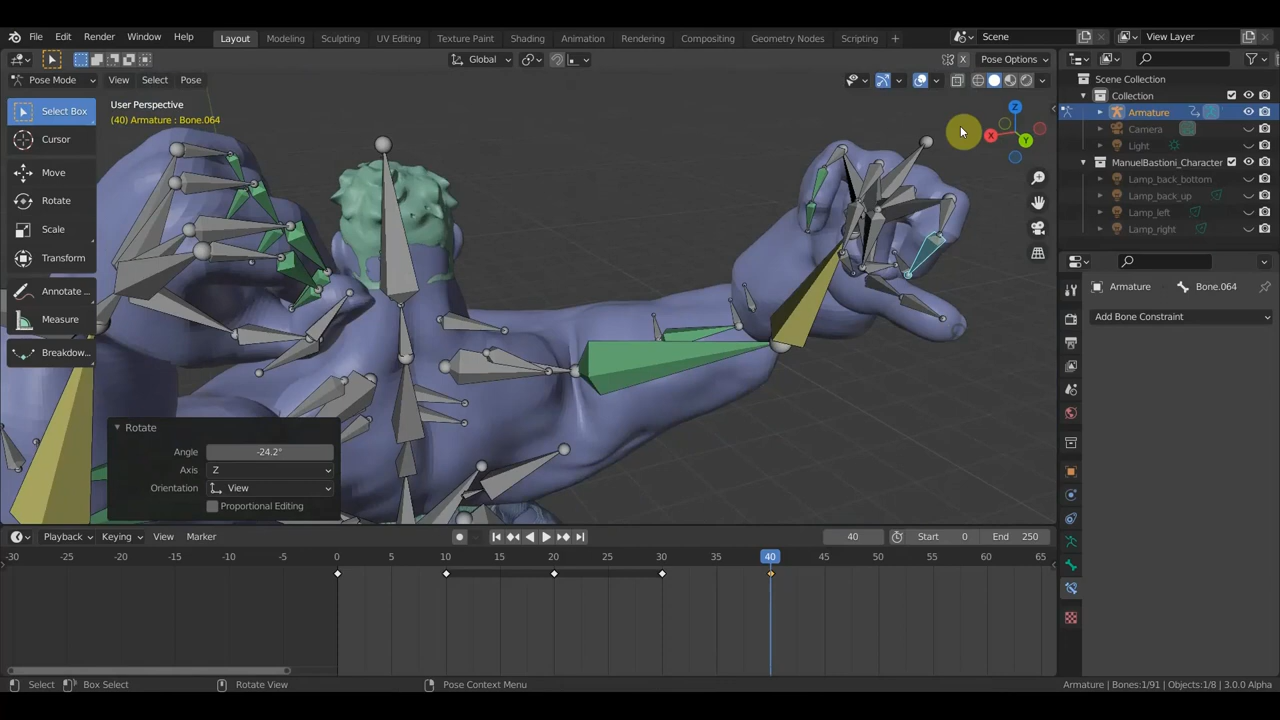 File Edit Render Window Help Layout Modeling Sculpting UV Editing Texture Paint Shading Animation Rendering Compositing Geometry Nodes Scripting + Scene View Layer
Global X Pose Options
Pose Mode View Select Pose
Select Box
Cursor
Move
Rotate
Scale
Transform
Annotate...
Measure
Breakdow...
User Perspective
(40) Armature : Bone.064
Z
X
Y
Rotate
Angle -24.2°
Axis Z
Orientation View
Proportional Editing
Scene Collection
Collection
Armature
Camera
Light
ManuelBastioni_Character
Lamp_back_bottom
Lamp_back_up
Lamp_left
Lamp_right
Armature Bone.064
Add Bone Constraint
Playback Keying View Marker 40 Start 0 End 250
-30 -25 -20 -15 -10 -5 0 5 10 15 20 25 30 35 40 45 50 55 60 65
Select Box Select Rotate View Pose Context Menu Armature | Bones:1/91 | Objects:1/8 | 3.0.0 Alpha